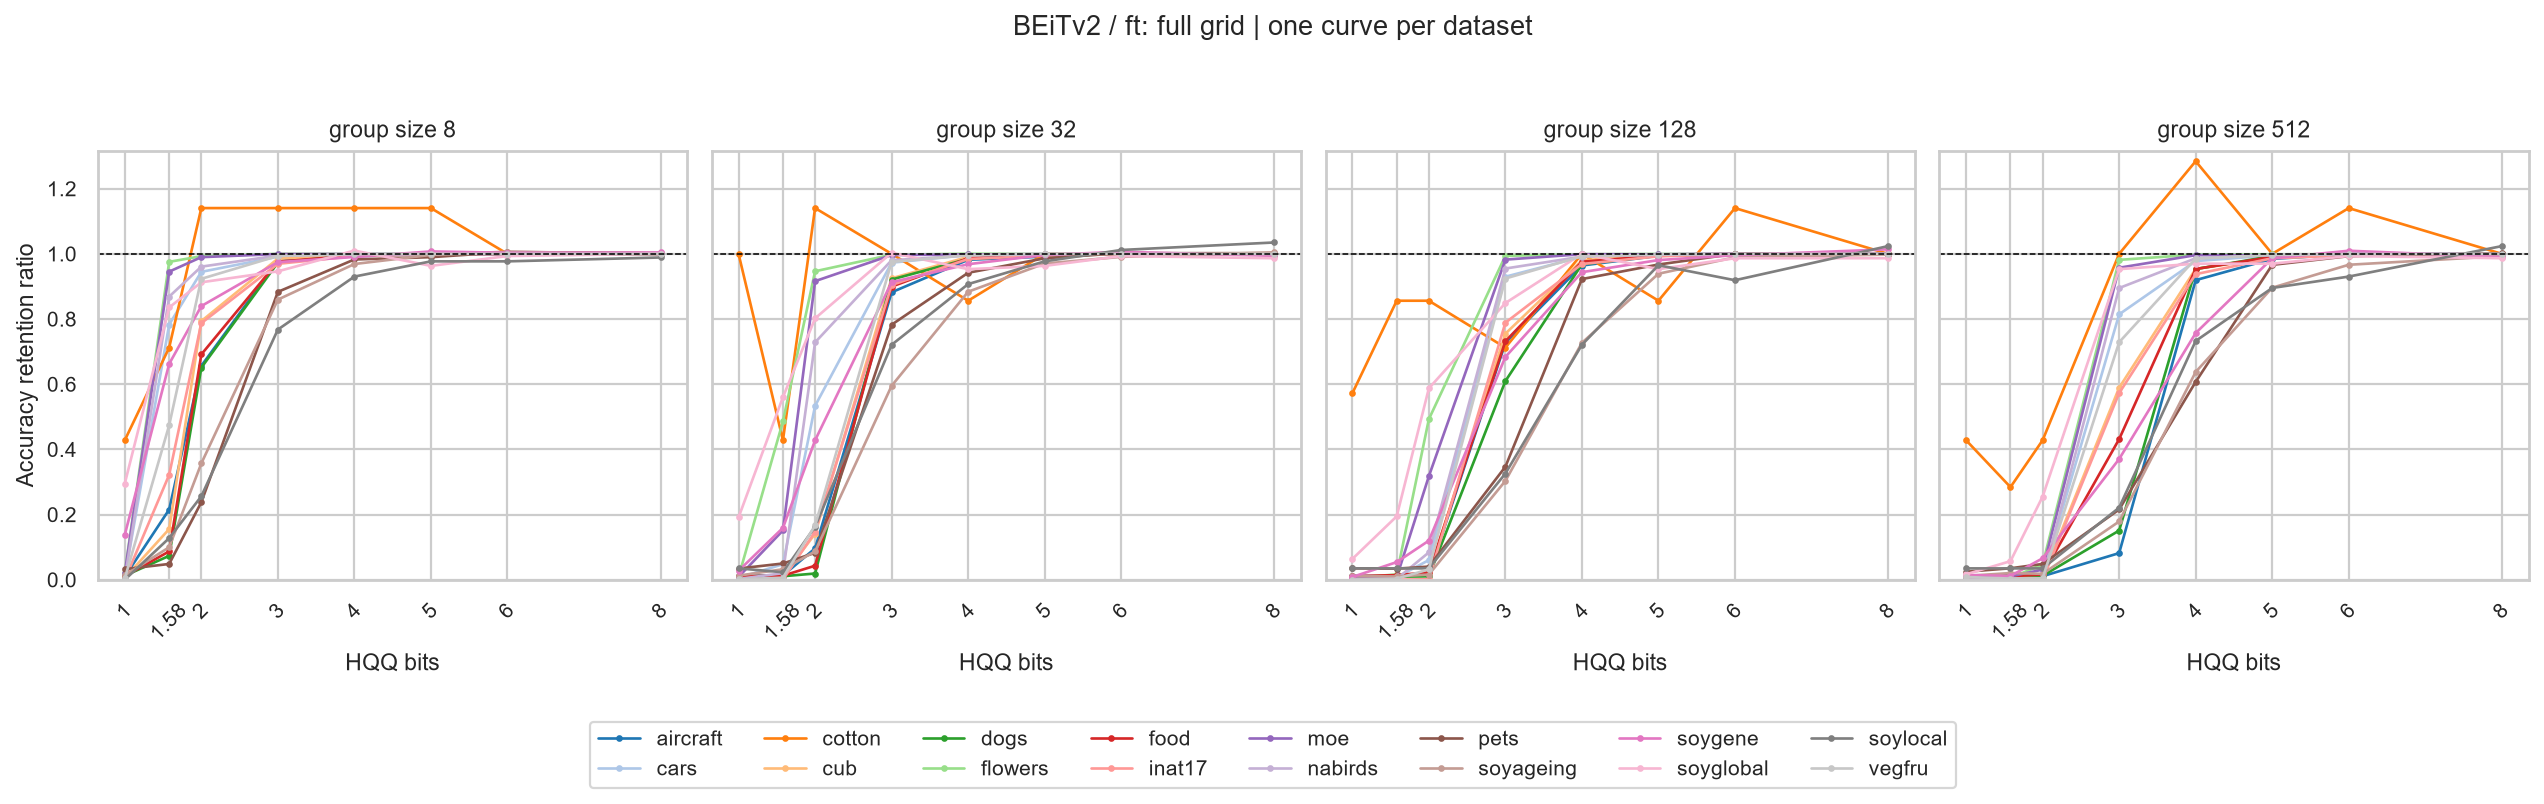 BEiTv2 / ft: full grid | one curve per dataset
group size 8
group size 32
group size 128
group size 512
Accuracy retention ratio
1.2
1.0
0.8
0.6
0.4
0.2
0.0
1 1.58 2 3 4 5 6 8
1 1.58 2 3 4 5 6 8
1 1.58 2 3 4 5 6 8
1 1.58 2 3 4 5 6 8
HQQ bits
HQQ bits
HQQ bits
HQQ bits
aircraft cotton dogs food moe pets soygene soylocal
cars cub flowers inat17 nabirds soyageing soyglobal vegfru